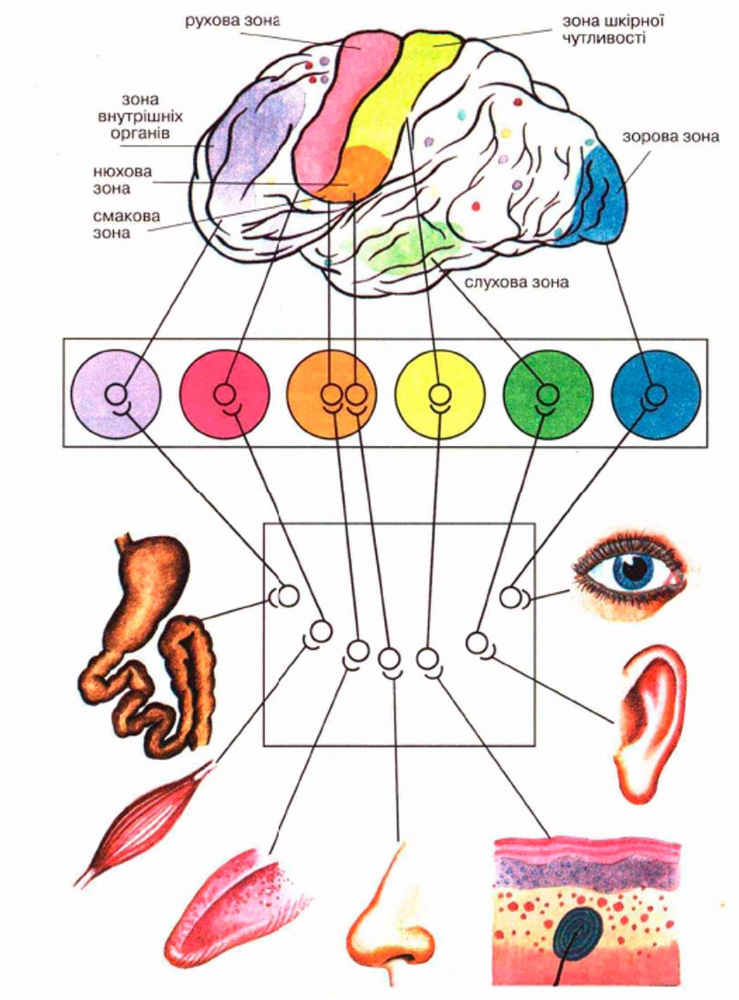 рухова зона
зона шкірної
чутливості
зона
внутрішніх
органів
зорова зона
нюхова
зона
смакова
зона
слухова зона